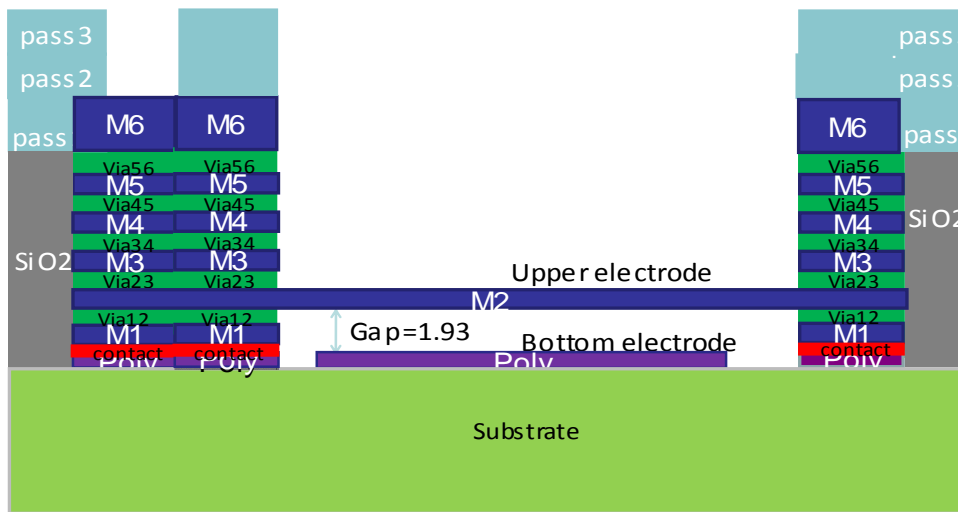 pass3 pass
pass2 pass
pass M6 M6 M6 pass
Via56 Via56 Via56
M5 M5 M5
Via45 Via45 Via45
M4 M4 M4 SiO2
Via34 Via34 Via34
SiO2 M3 M3 M3
Via23 Via23 Upper electrode Via23
M2
Via12 Via12 Via12
M1 M1 Gap=1.93 M1
contact contact Bottom electrode contact
Poly Poly Poly Poly
Substrate